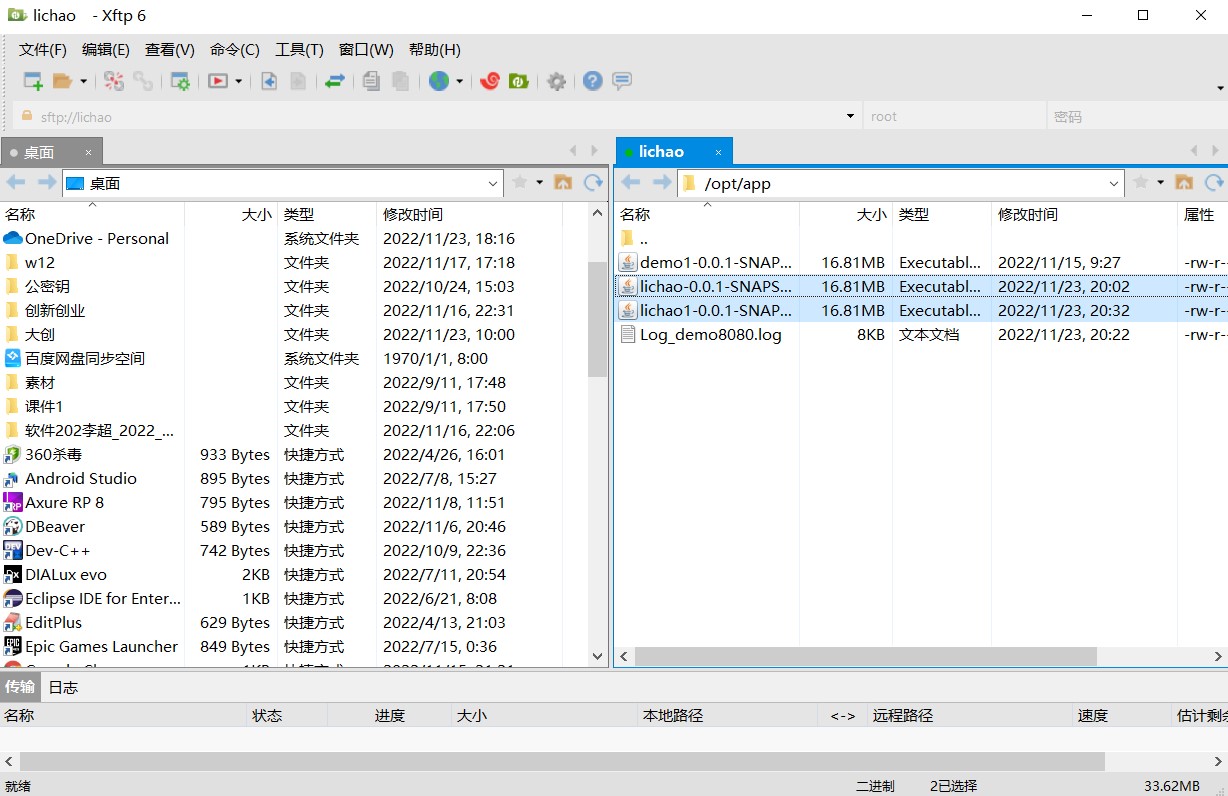 lichao - Xftp 6
文件(F) 编辑(E) 查看(V) 命令(C) 工具(T) 窗口(W) 帮助(H)
sftp://lichao root 密码
桌面 × lichao ×
桌面 /opt/app
名称 大小 类型 修改时间 名称 大小 类型 修改时间 属性
OneDrive - Personal 系统文件夹 2022/11/23, 18:16 ..
w12 文件夹 2022/11/17, 17:18 demo1-0.0.1-SNAP... 16.81MB Executabl... 2022/11/15, 9:27 -rw-r--
公密钥 文件夹 2022/10/24, 15:03 lichao-0.0.1-SNAPS... 16.81MB Executabl... 2022/11/23, 20:02 -rw-r--
创新创业 文件夹 2022/11/16, 22:31 lichao1-0.0.1-SNAP... 16.81MB Executabl... 2022/11/23, 20:32 -rw-r--
大创 文件夹 2022/11/23, 10:00 Log_demo8080.log 8KB 文本文档 2022/11/23, 20:22 -rw-r--
百度网盘同步空间 系统文件夹 1970/1/1, 8:00
素材 文件夹 2022/9/11, 17:48
课件1 文件夹 2022/9/11, 17:50
软件202李超_2022_... 文件夹 2022/11/16, 22:06
360杀毒 933 Bytes 快捷方式 2022/4/26, 16:01
Android Studio 895 Bytes 快捷方式 2022/7/8, 15:27
Axure RP 8 795 Bytes 快捷方式 2022/11/8, 11:51
DBeaver 589 Bytes 快捷方式 2022/11/6, 20:46
Dev-C++ 742 Bytes 快捷方式 2022/10/9, 22:36
DIALux evo 2KB 快捷方式 2022/7/11, 20:54
Eclipse IDE for Enter... 1KB 快捷方式 2022/6/21, 8:08
EditPlus 629 Bytes 快捷方式 2022/4/13, 21:03
Epic Games Launcher 849 Bytes 快捷方式 2022/7/15, 0:36
传输 日志
名称 状态 进度 大小 本地路径 <-> 远程路径 速度 估计剩
就绪 二进制 2已选择 33.62MB